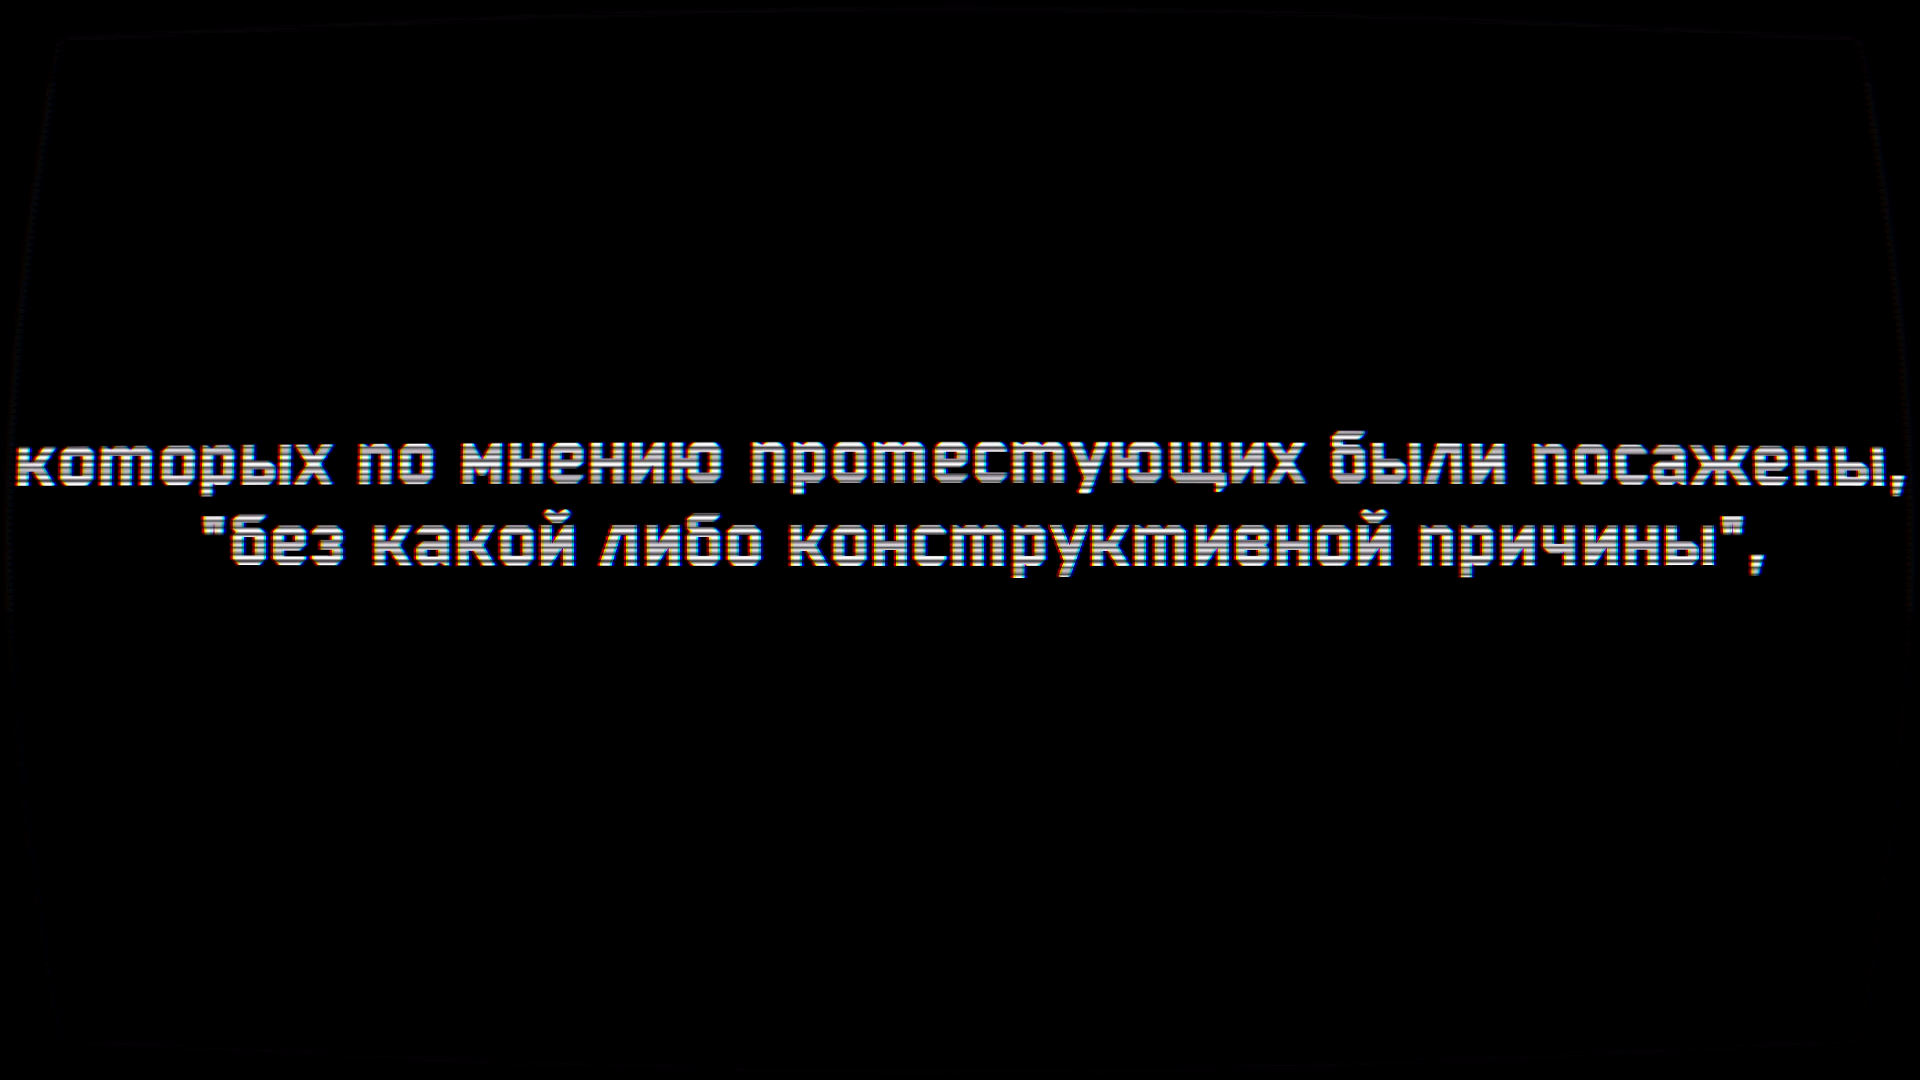 которых по мнению протестующих были посажены,
"без какой либо конструктивной причины",